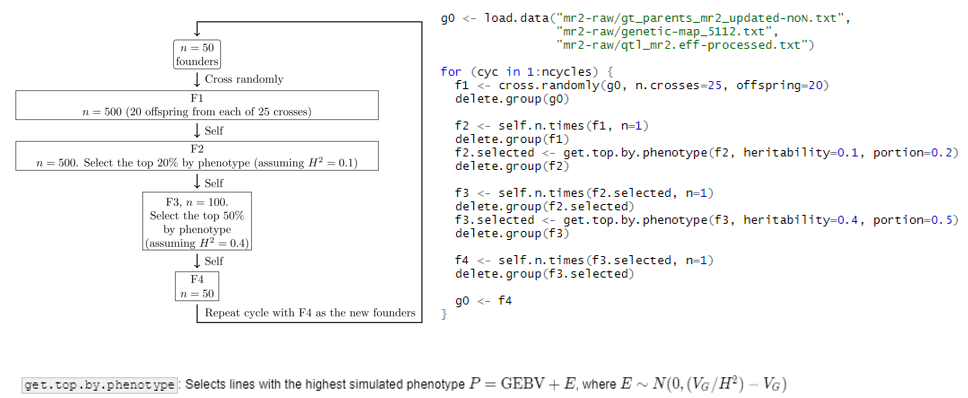 n = 50
founders
Cross randomly
F1
n = 500 (20 offspring from each of 25 crosses)
Self
F2
n = 500. Select the top 20% by phenotype (assuming H² = 0.1)
Self
F3, n = 100.
Select the top 50%
by phenotype
(assuming H² = 0.4)
Self
F4
n = 50
Repeat cycle with F4 as the new founders
g0 <- load.data("mr2-raw/gt_parents_mr2_updated-noN.txt",
"mr2-raw/genetic-map_5112.txt",
"mr2-raw/qtl_mr2.eff-processed.txt")
for (cyc in 1:ncycles) {
f1 <- cross.randomly(g0, n.crosses=25, offspring=20)
delete.group(g0)
f2 <- self.n.times(f1, n=1)
delete.group(f1)
f2.selected <- get.top.by.phenotype(f2, heritability=0.1, portion=0.2)
delete.group(f2)
f3 <- self.n.times(f2.selected, n=1)
delete.group(f2.selected)
f3.selected <- get.top.by.phenotype(f3, heritability=0.4, portion=0.5)
delete.group(f3)
f4 <- self.n.times(f3.selected, n=1)
delete.group(f3.selected)
g0 <- f4
}
get.top.by.phenotype: Selects lines with the highest simulated phenotype P = GEBV + E, where E ~ N(0, (V_G/H²) − V_G)